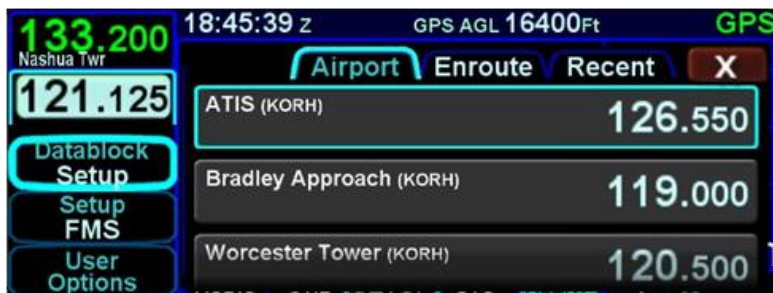 133.200
Nashua Twr
121.125
Datablock
Setup
Setup
FMS
User
Options
18:45:39 Z
GPS AGL 16400Ft
GPS
Airport
Enroute
Recent
X
ATIS (KORH)
126.550
Bradley Approach (KORH)
119.000
Worcester Tower (KORH)
120.500